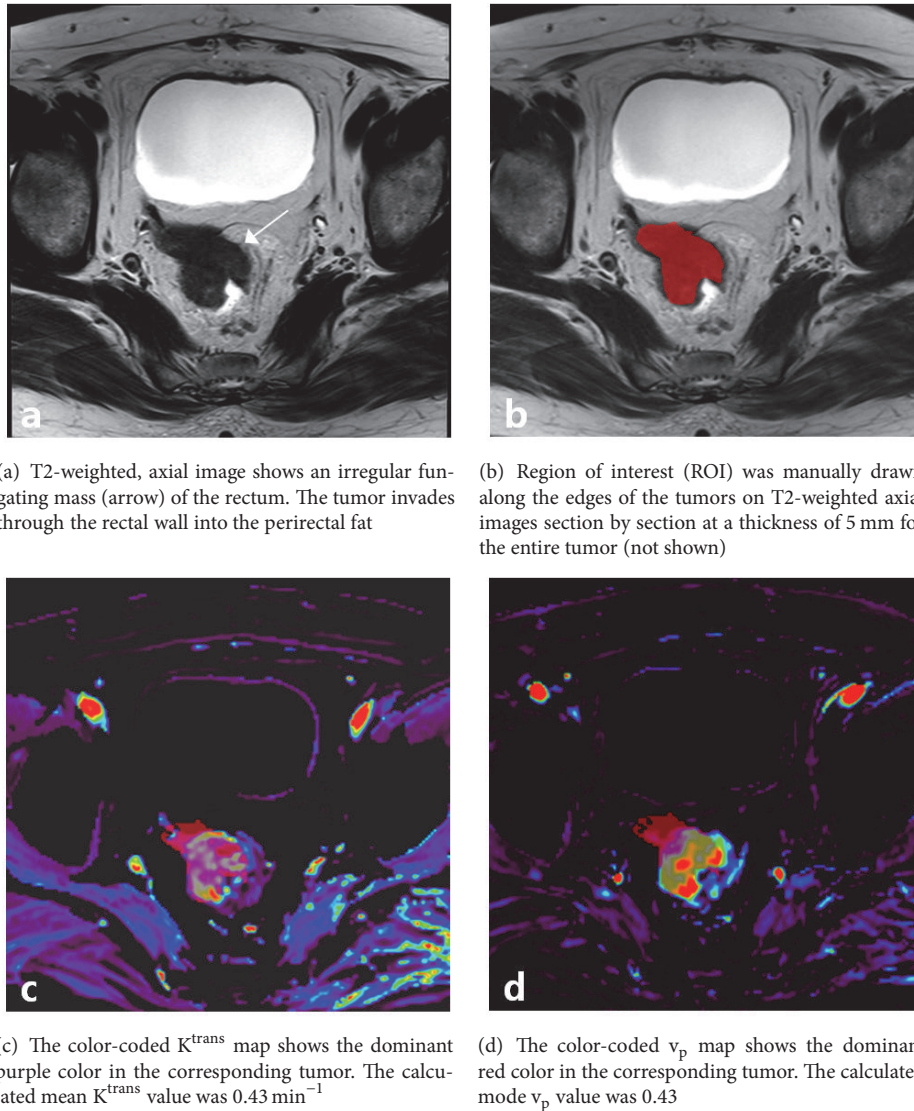 a
b
(a) T2-weighted, axial image shows an irregular fun-
gating mass (arrow) of the rectum. The tumor invades
through the rectal wall into the perirectal fat
(b) Region of interest (ROI) was manually drawn
along the edges of the tumors on T2-weighted axial
images section by section at a thickness of 5 mm fo
the entire tumor (not shown)
c
d
(c) The color-coded K^trans map shows the dominant
purple color in the corresponding tumor. The calcu-
lated mean K^trans value was 0.43 min⁻¹
(d) The color-coded vₚ map shows the dominan
red color in the corresponding tumor. The calculate
mode vₚ value was 0.43